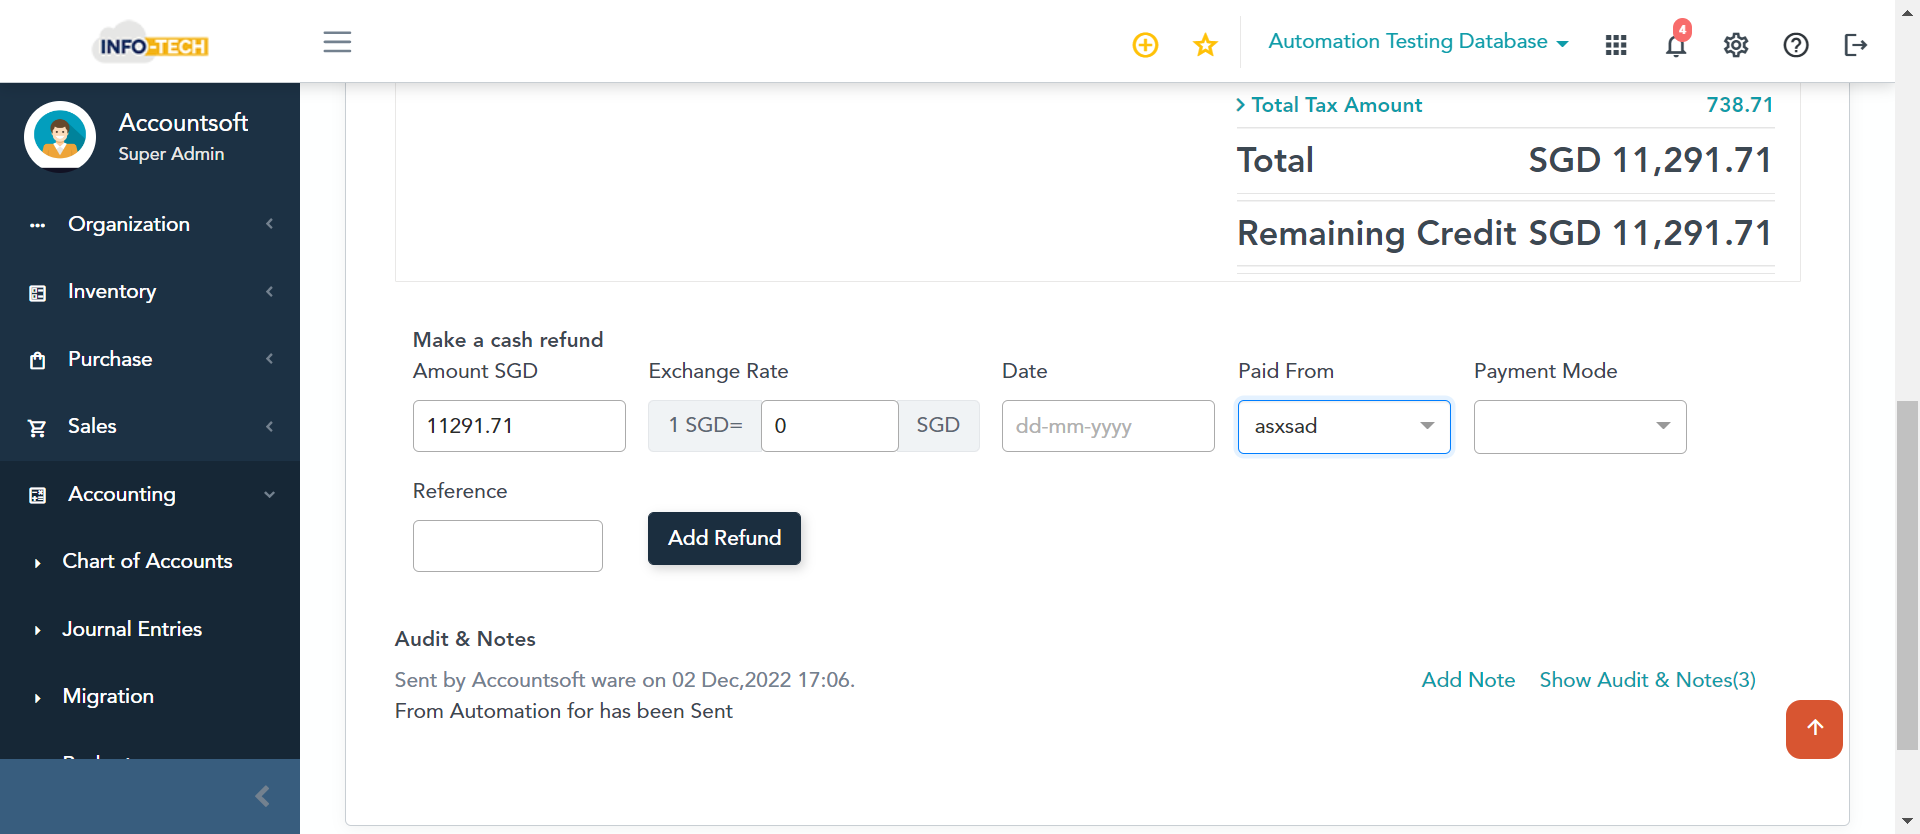 INFO-TECH
4
Automation Testing Database
Accountsoft
Super Admin
Organization
Inventory
Purchase
Sales
Accounting
Chart of Accounts
Journal Entries
Migration
Total Tax Amount 738.71
Total SGD 11,291.71
Remaining Credit SGD 11,291.71
Make a cash refund
Amount SGD Exchange Rate Date Paid From Payment Mode
11291.71 1 SGD= 0 SGD dd-mm-yyyy asxsad
Reference
Add Refund
Audit & Notes
Sent by Accountsoft ware on 02 Dec,2022 17:06. Add Note Show Audit & Notes(3)
From Automation for has been Sent